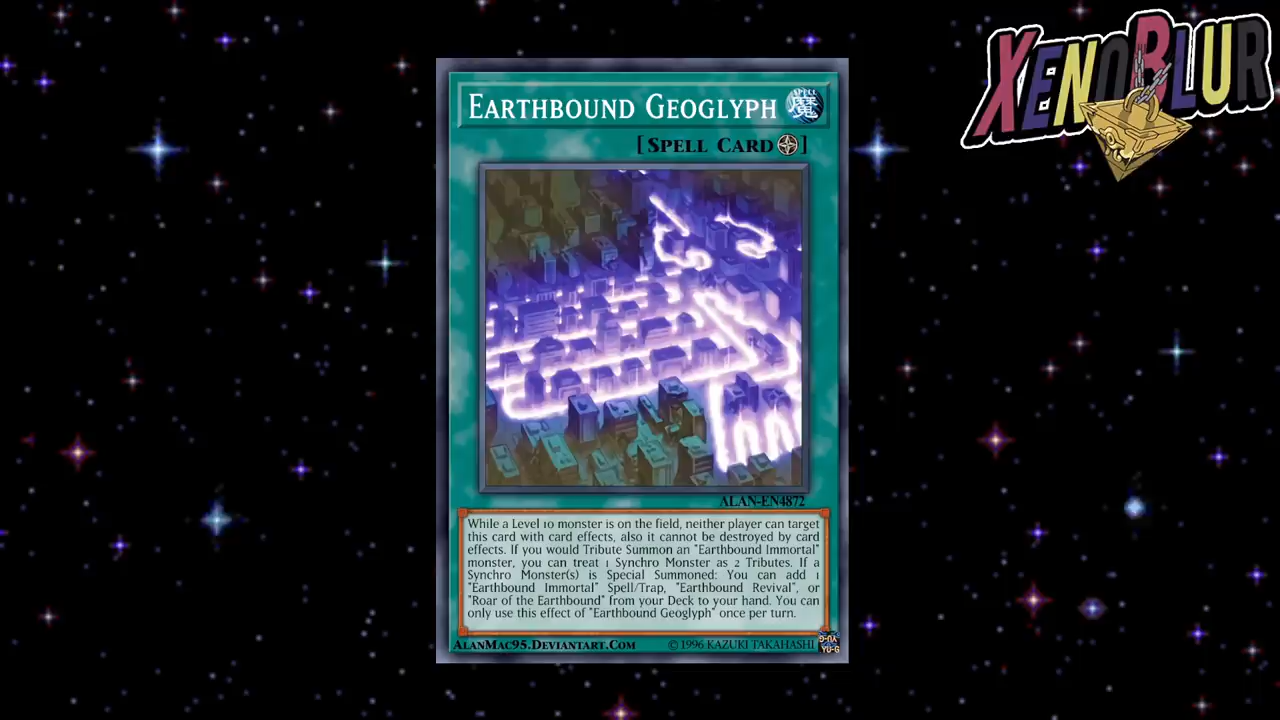 XENOBLUR
EARTHBOUND GEOGLYPH
SPELL
魔
[SPELL CARD]
ALAN-EN4872
While a Level 10 monster is on the field, neither player can target
this card with card effects, also it cannot be destroyed by card
effects. If you would Tribute Summon an "Earthbound Immortal"
monster, you can treat 1 Synchro Monster as 2 Tributes. If a
Synchro Monster(s) is Special Summoned: You can add 1
"Earthbound Immortal" Spell/Trap, "Earthbound Revival", or
"Roar of the Earthbound" from your Deck to your hand. You can
only use this effect of "Earthbound Geoglyph" once per turn.
ALANMAC95.DEVIANTART.COM
©1996 KAZUKI TAKAHASHI